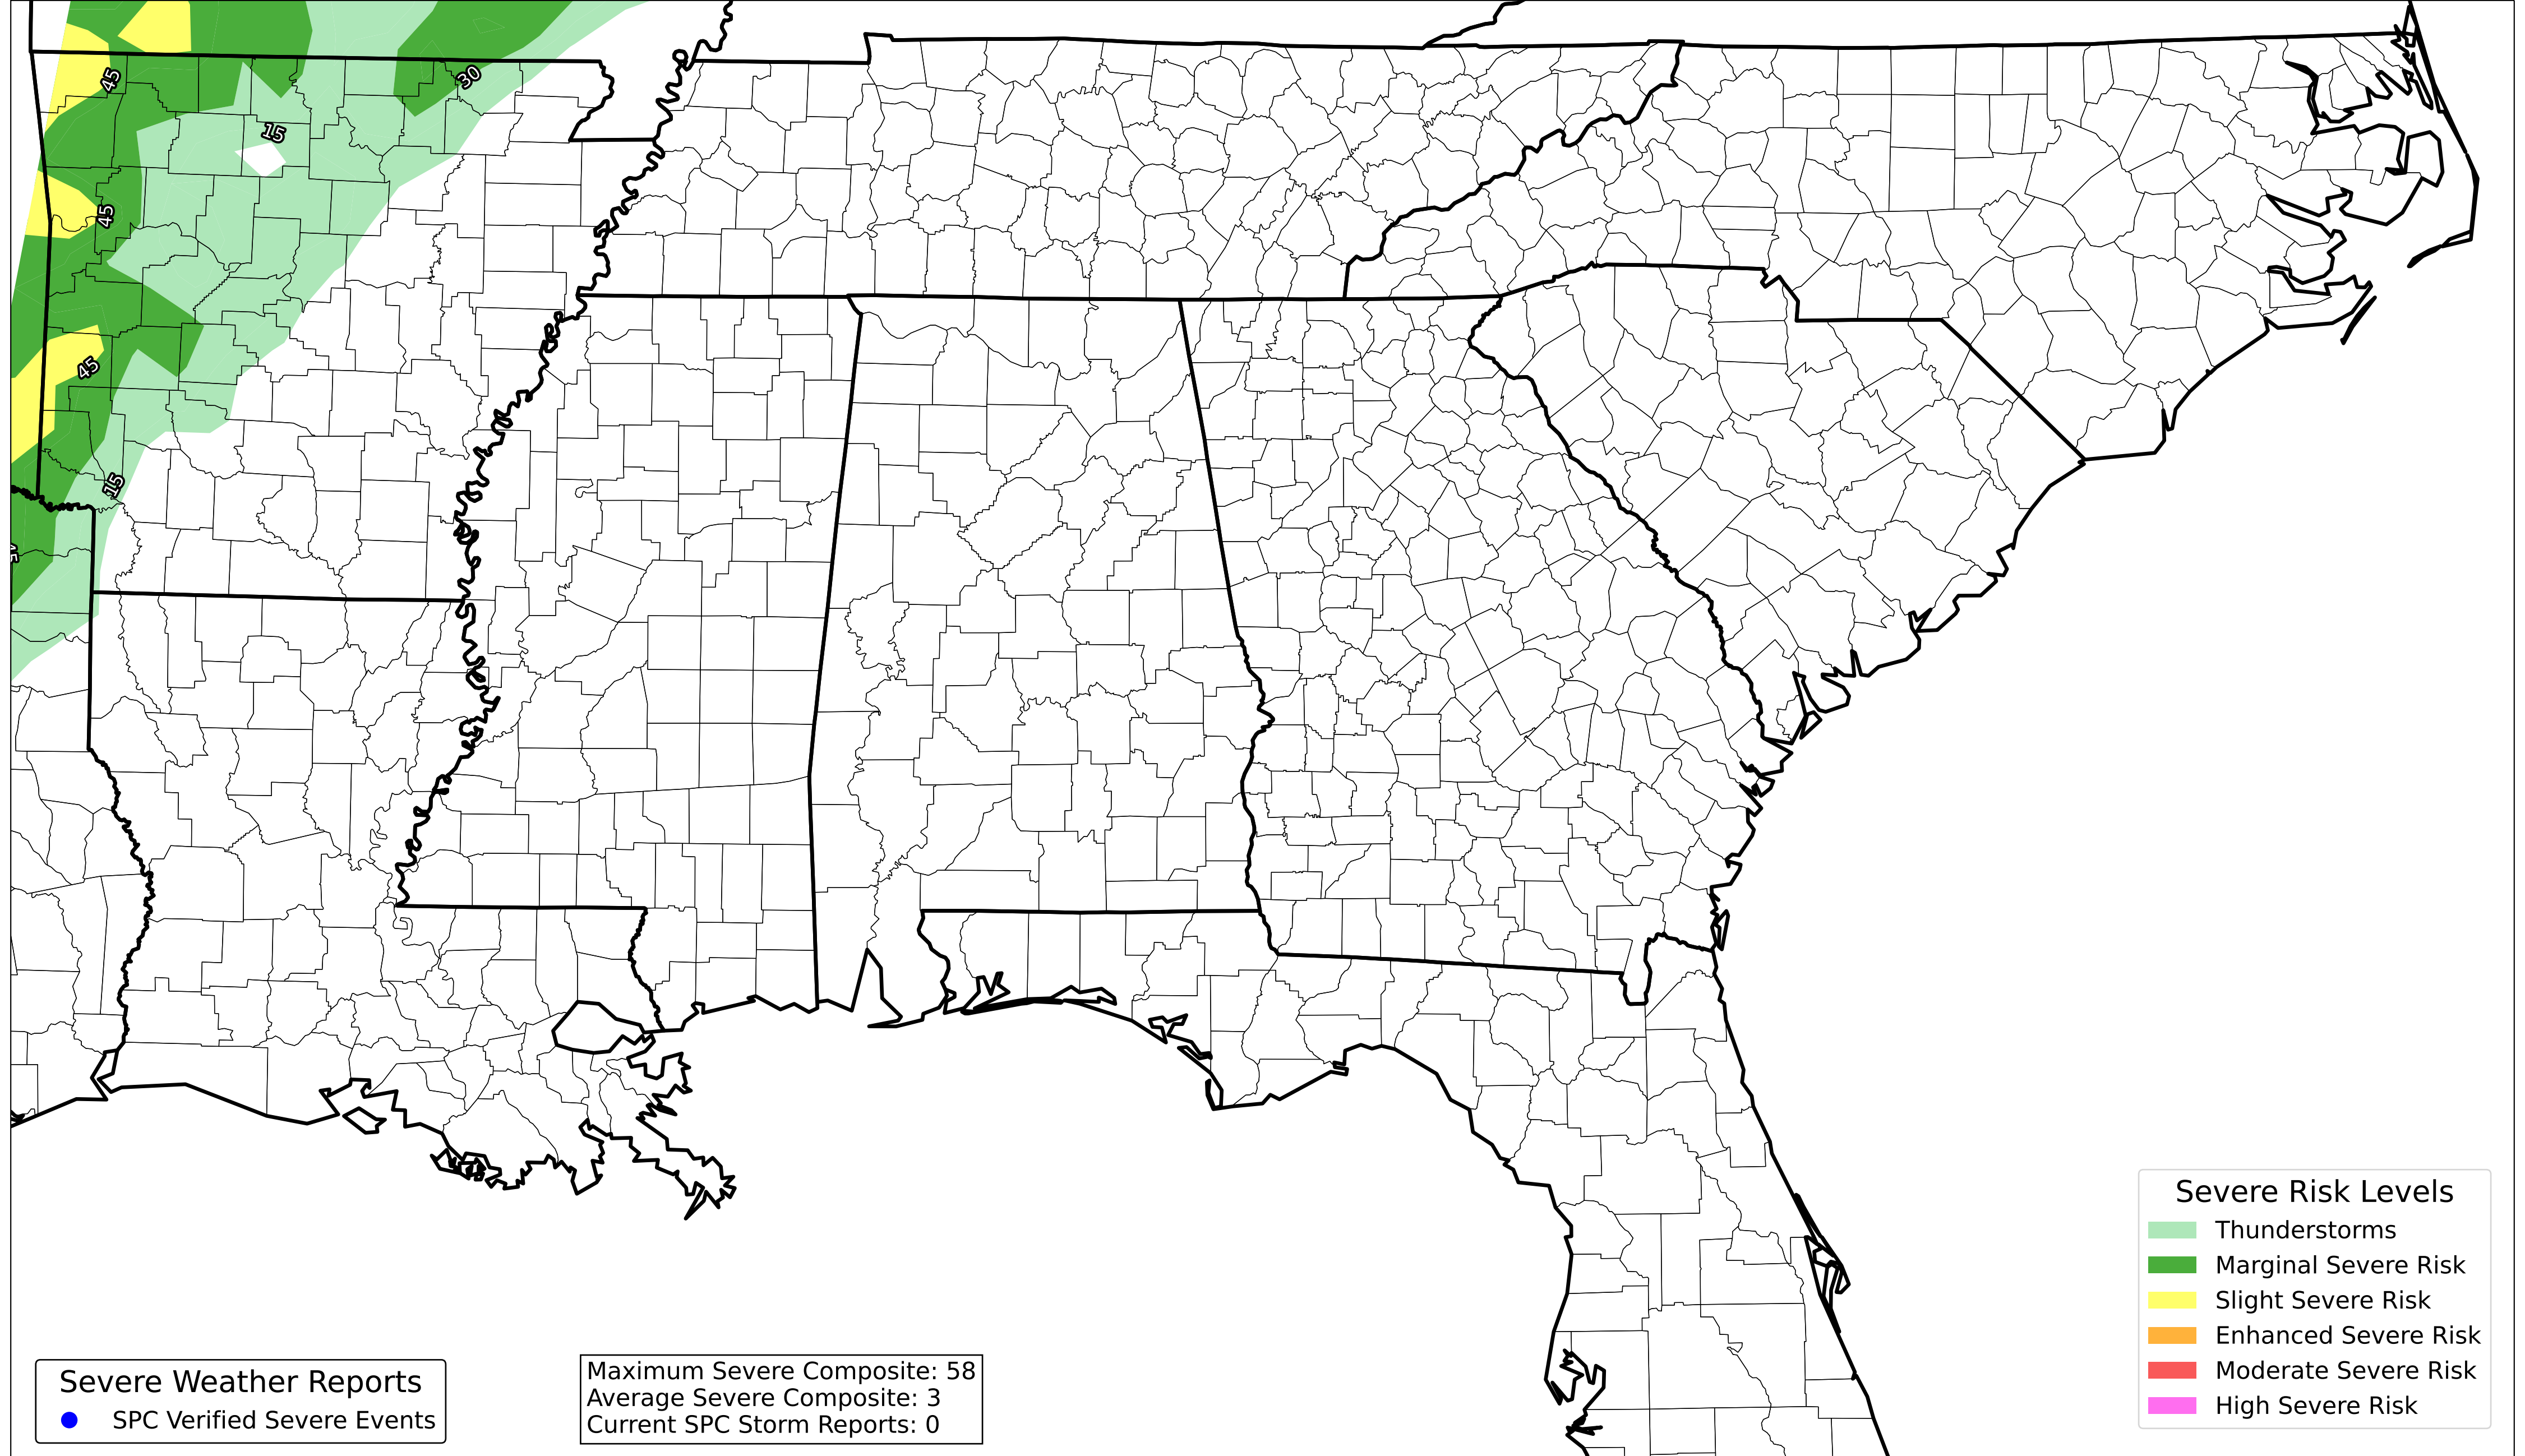 45
30
15
45
45
15
Severe Risk Levels
Thunderstorms
Marginal Severe Risk
Slight Severe Risk
Enhanced Severe Risk
Moderate Severe Risk
High Severe Risk
Severe Weather Reports
SPC Verified Severe Events
Maximum Severe Composite: 58
Average Severe Composite: 3
Current SPC Storm Reports: 0